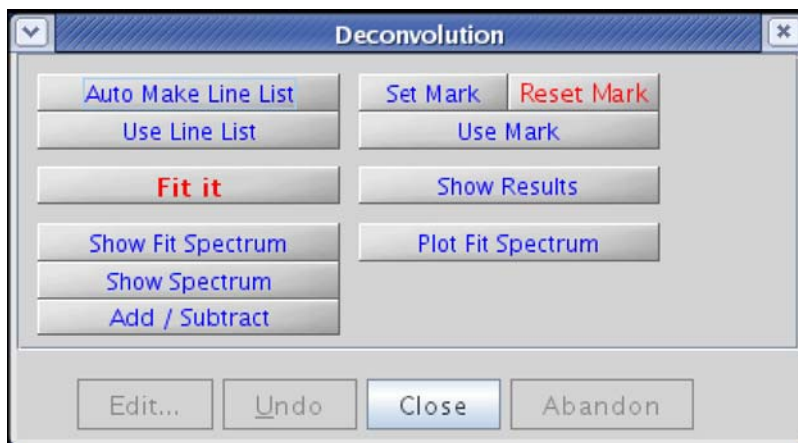 Deconvolution
Auto Make Line List
Set Mark
Reset Mark
Use Line List
Use Mark
Fit it
Show Results
Show Fit Spectrum
Plot Fit Spectrum
Show Spectrum
Add / Subtract
Edit...
Undo
Close
Abandon